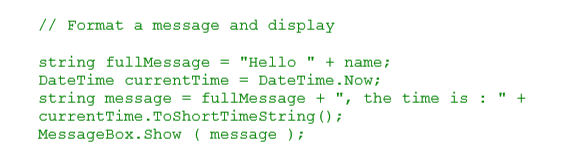 // Format a message and display
string fullMessage = "Hello " + name;
DateTime currentTime = DateTime.Now;
string message = fullMessage + ", the time is : " +
currentTime.ToShortTimeString();
MessageBox.Show ( message );